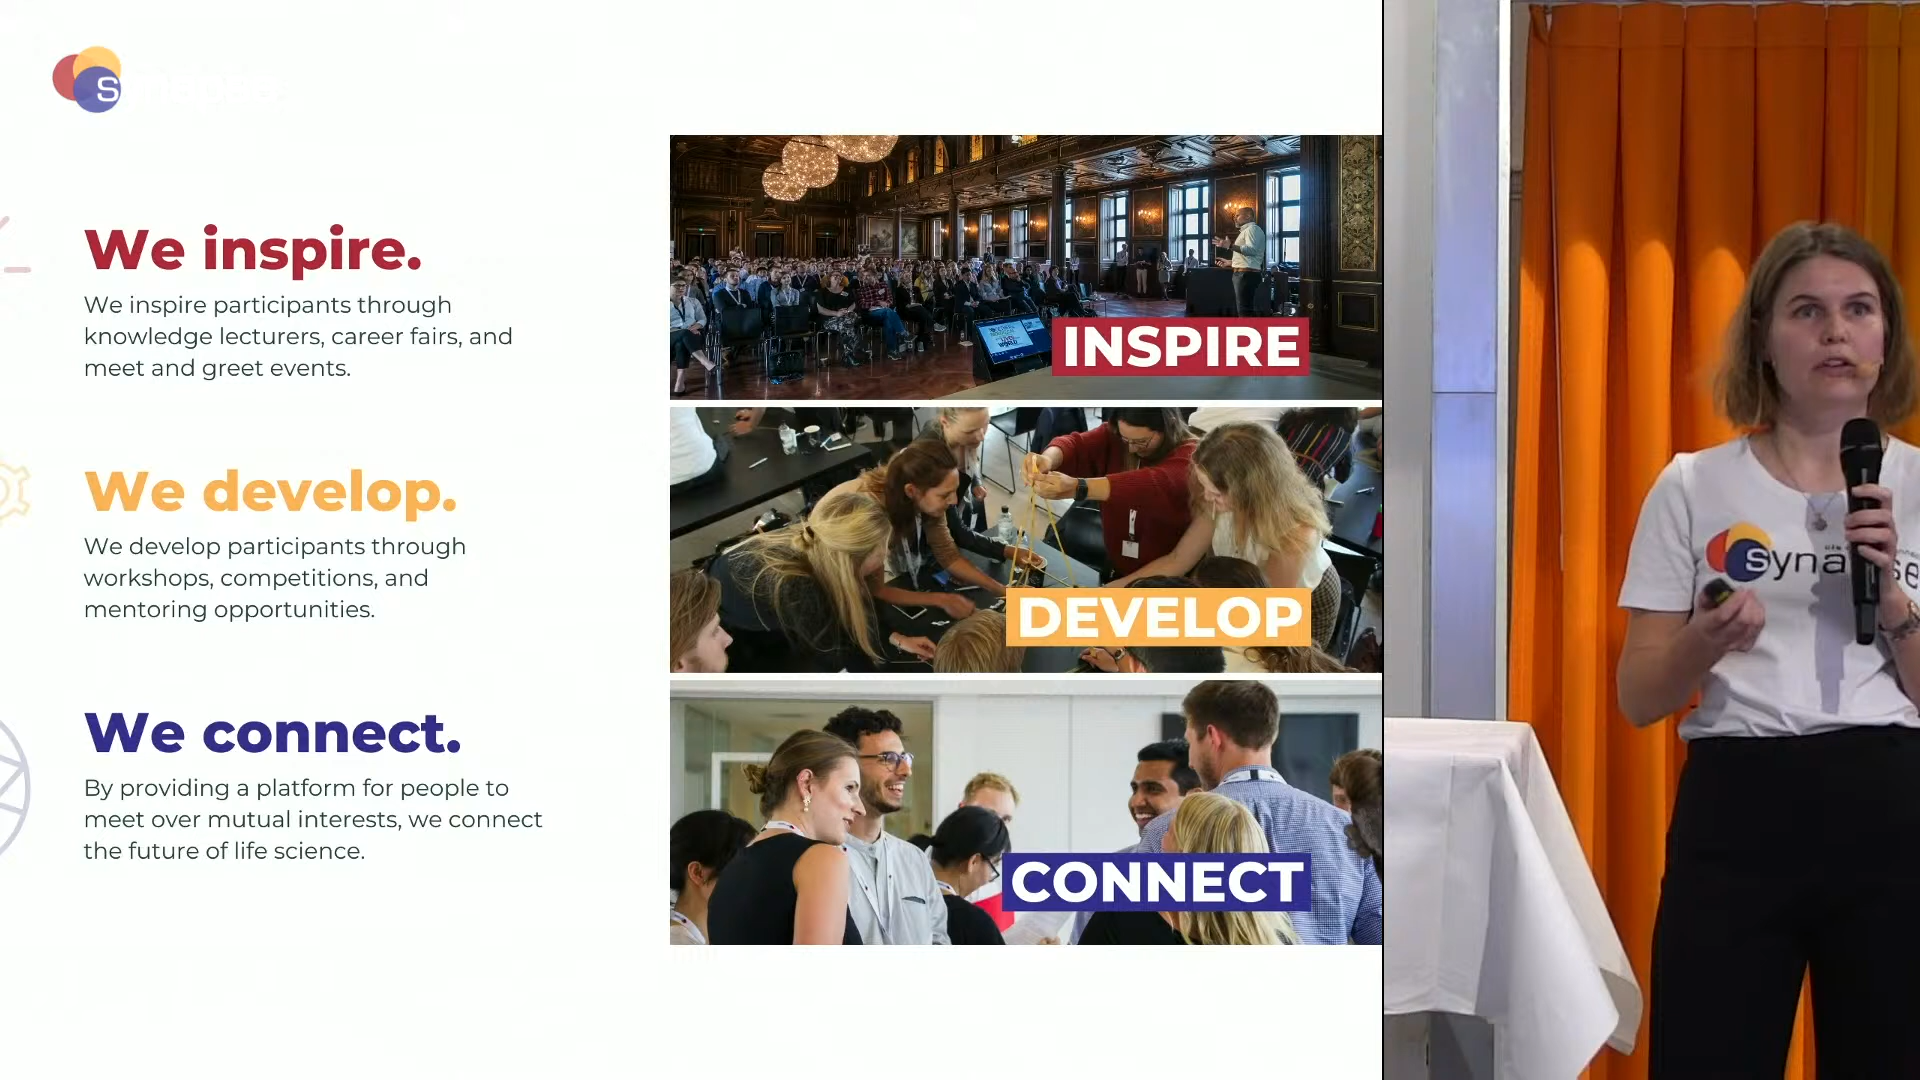 S
We inspire.
We inspire participants through
knowledge lecturers, career fairs, and
meet and greet events.
We develop.
We develop participants through
workshops, competitions, and
mentoring opportunities.
We connect.
By providing a platform for people to
meet over mutual interests, we connect
the future of life science.
INSPIRE
DEVELOP
CONNECT
syna
se